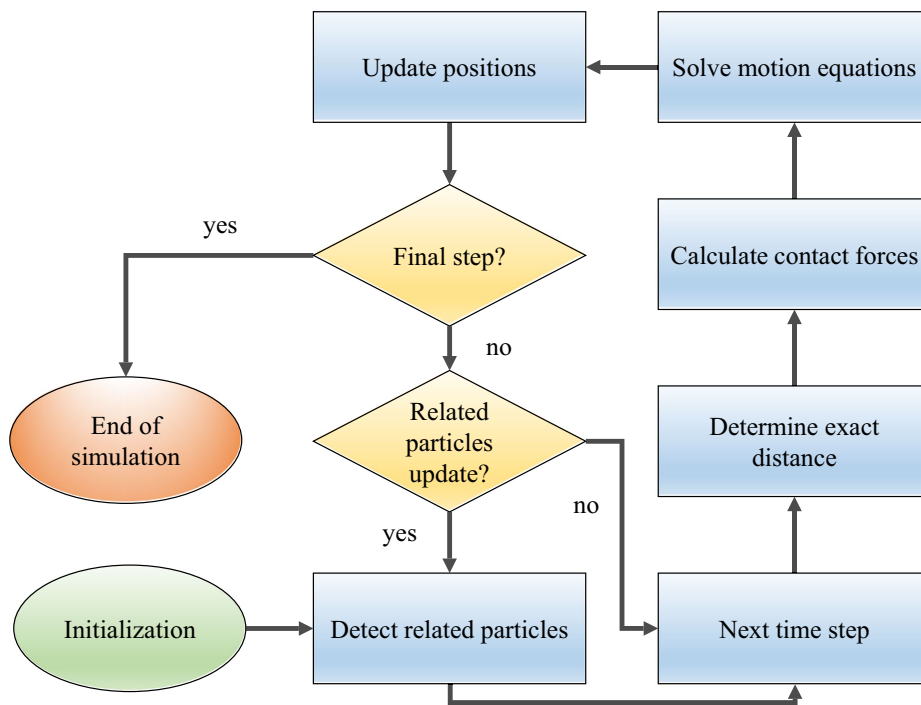 Update positions
Solve motion equations
yes
Final step?
Calculate contact forces
no
End of
simulation
Related
particles
update?
Determine exact
distance
yes
no
Initialization
Detect related particles
Next time step